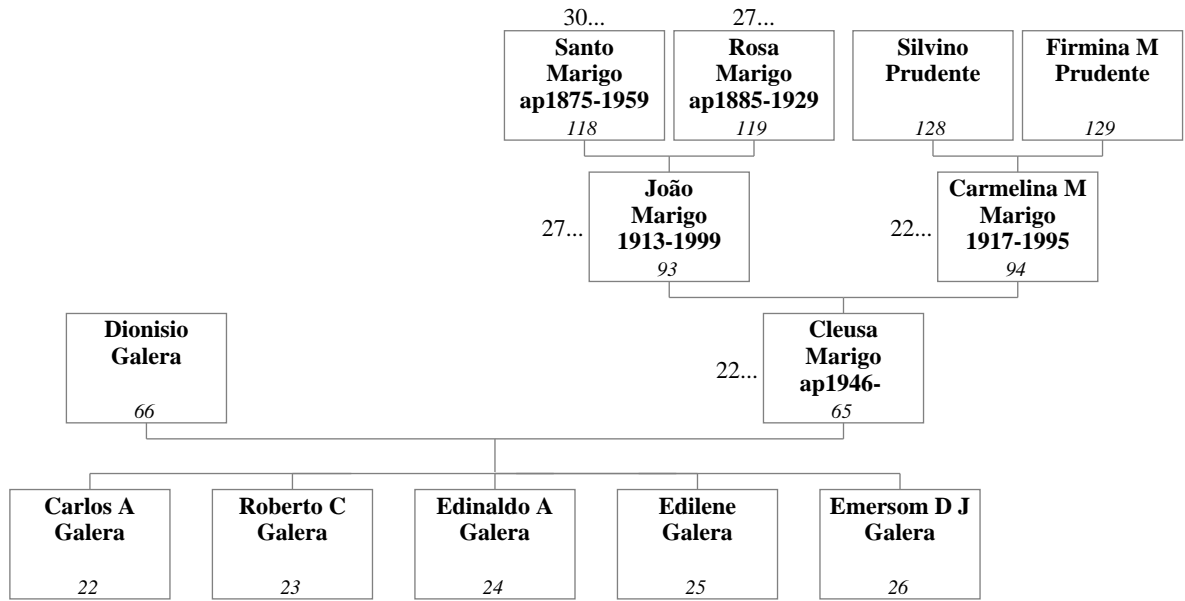 30...
27...
Santo
Marigo
ap1875-1959
118
Rosa
Marigo
ap1885-1929
119
Silvino
Prudente
128
Firmina M
Prudente
129
27...
João
Marigo
1913-1999
93
22...
Carmelina M
Marigo
1917-1995
94
Dionisio
Galera
66
22...
Cleusa
Marigo
ap1946-
65
Carlos A
Galera
22
Roberto C
Galera
23
Edinaldo A
Galera
24
Edilene
Galera
25
Emersom D J
Galera
26